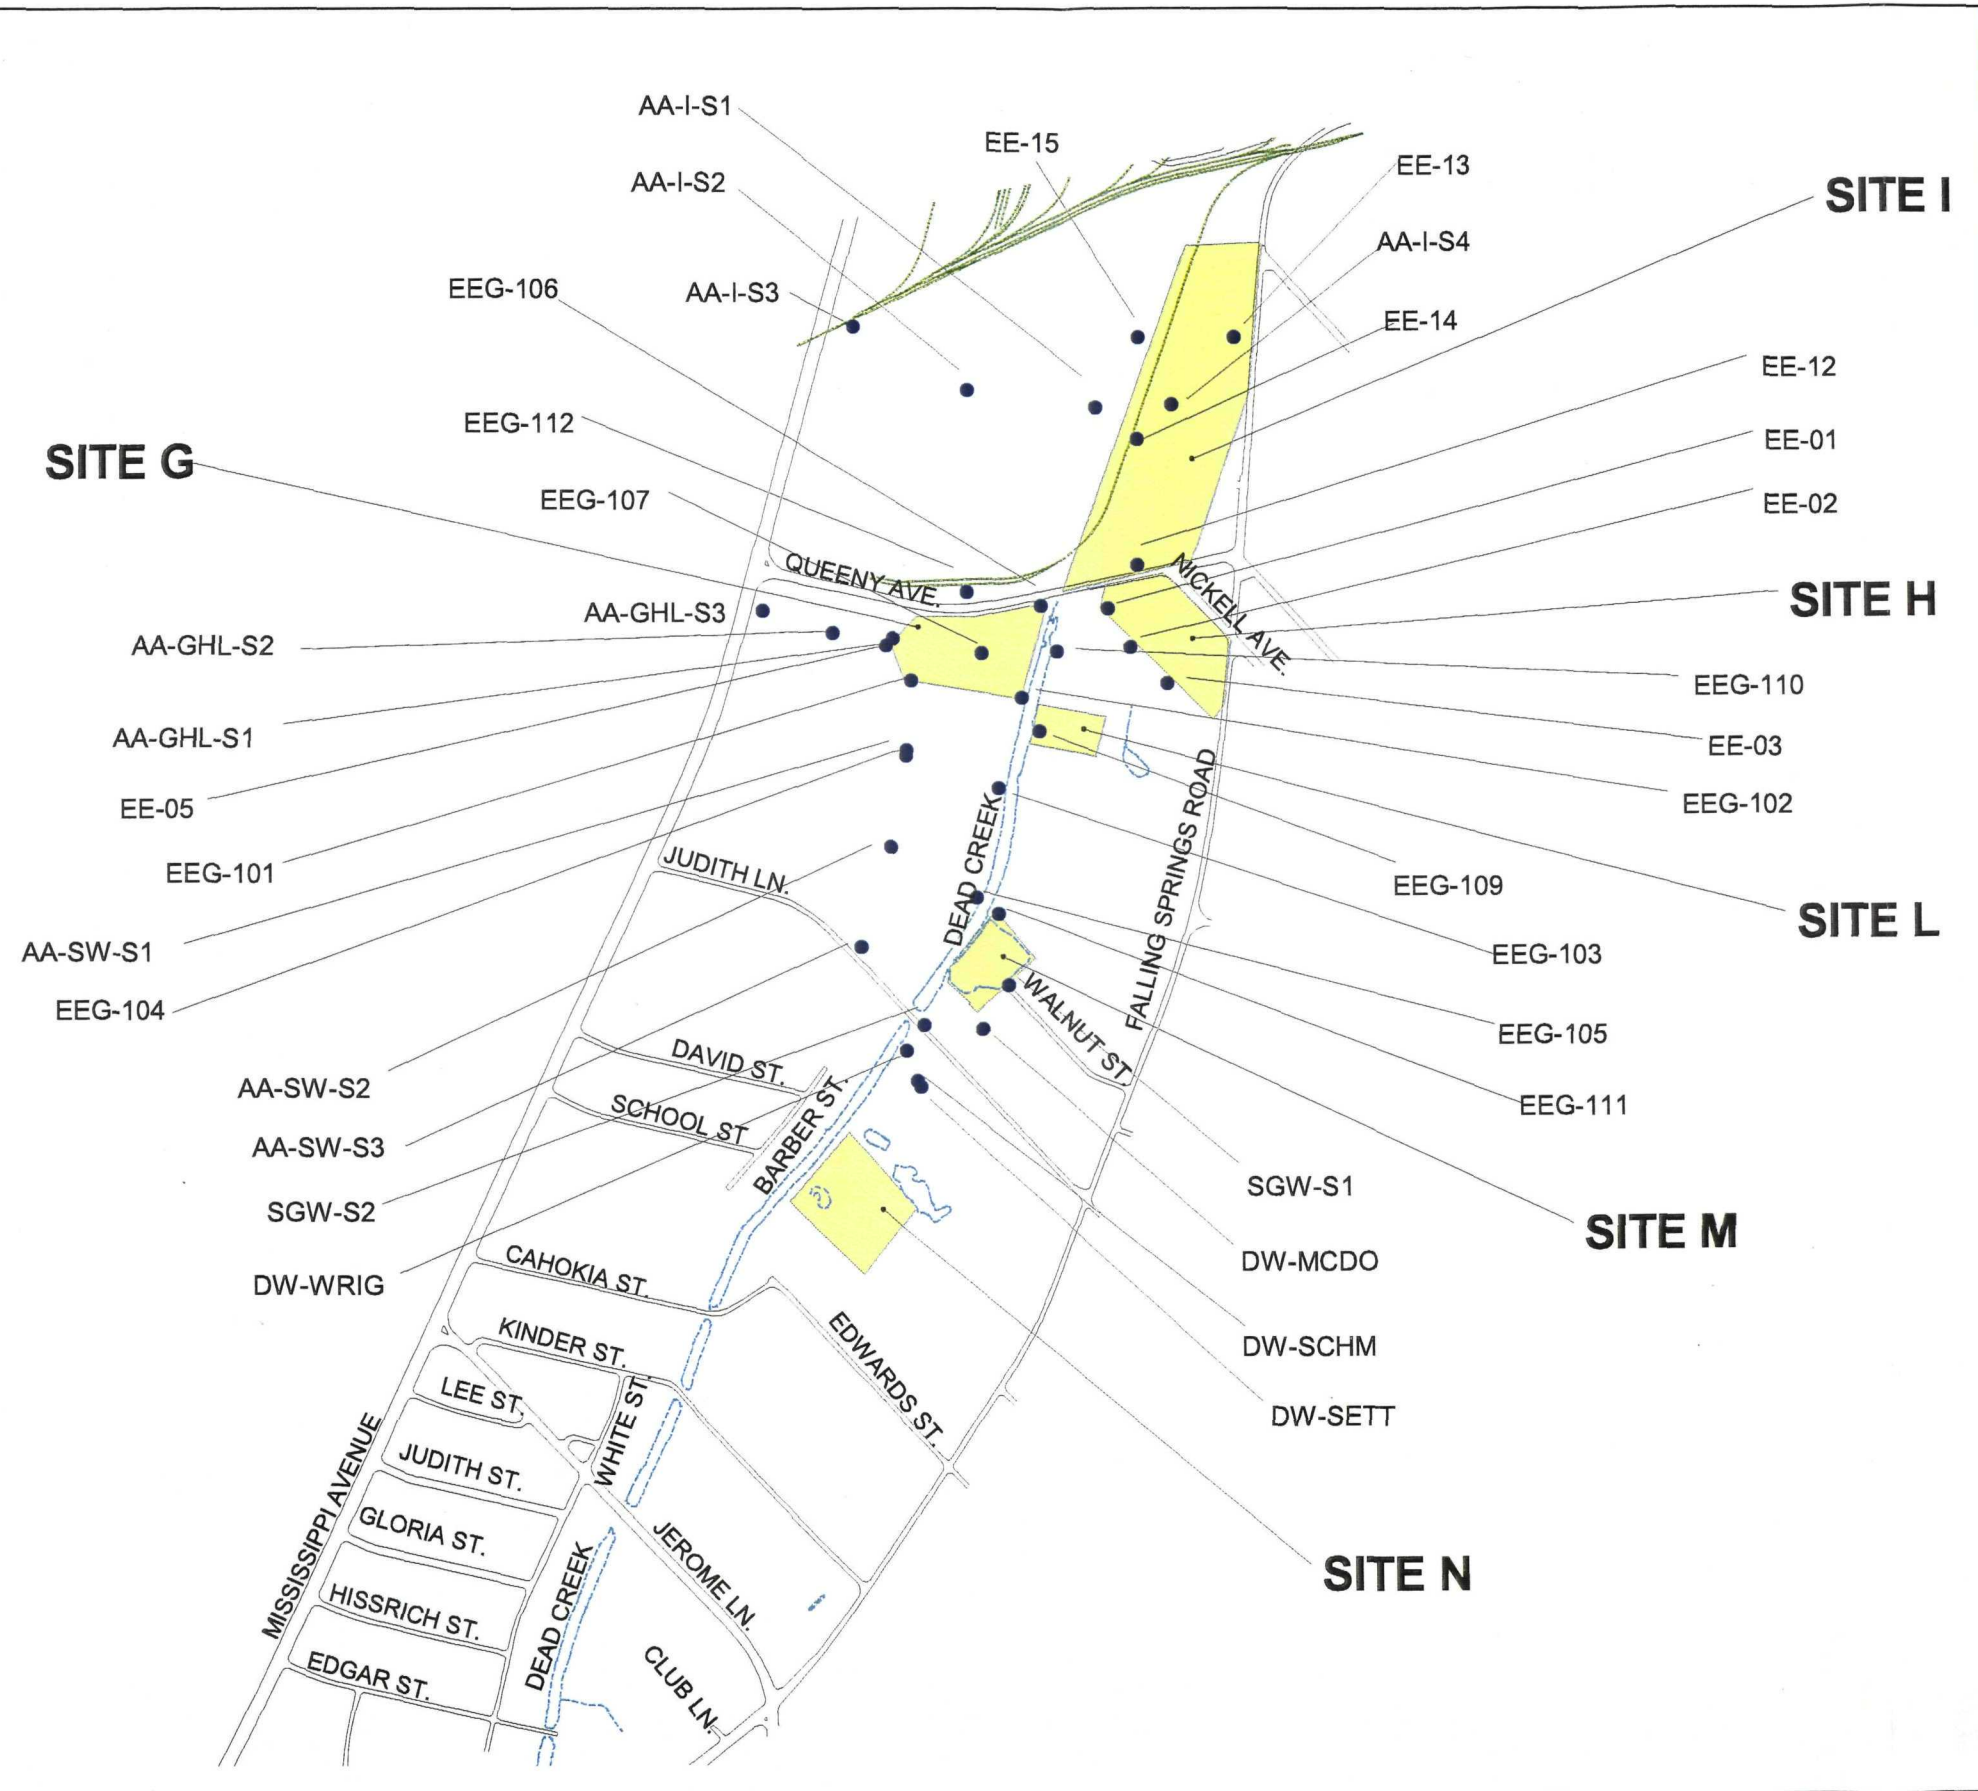 AA-I-S1
EE-15
EE-13
AA-I-S2
SITE I
AA-I-S4
EEG-106
AA-I-S3
EE-14
EE-12
EEG-112
EE-01
SITE G
EEG-107
EE-02
QUEENY AVE.
NICKELL AVE.
SITE H
AA-GHL-S3
AA-GHL-S2
EEG-110
AA-GHL-S1
EE-03
EE-05
EEG-102
FALLING SPRINGS ROAD
DEAD CREEK
JUDITH LN.
EEG-101
EEG-109
SITE L
AA-SW-S1
EEG-103
EEG-104
WALNUT ST.
EEG-105
DAVID ST.
AA-SW-S2
SCHOOL ST
BARBER ST.
EEG-111
AA-SW-S3
SGW-S1
SGW-S2
SITE M
DW-MCDO
DW-WRIG
CAHOKIA ST.
KINDER ST.
EDWARDS ST.
DW-SCHM
LEE ST.
WHITE ST.
DW-SETT
MISSISSIPPI AVENUE
JUDITH ST.
GLORIA ST.
JEROME LN.
SITE N
HISSRICH ST.
DEAD CREEK
EDGAR ST.
CLUB LN.